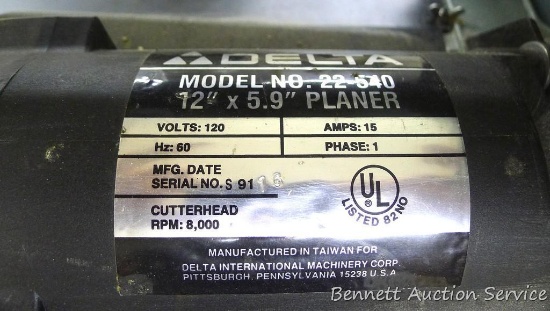 DELTA
MODEL NO. 22-540
12" x 5.9" PLANER
VOLTS: 120 AMPS: 15
Hz: 60 PHASE: 1
MFG. DATE
SERIAL NO. S 91
UL
LISTED 82 NO
CUTTERHEAD
RPM: 8,000
MANUFACTURED IN TAIWAN FOR
DELTA INTERNATIONAL MACHINERY CORP.
PITTSBURGH, PENNSYLVANIA 15238 U.S.A
Bennett Auction Service